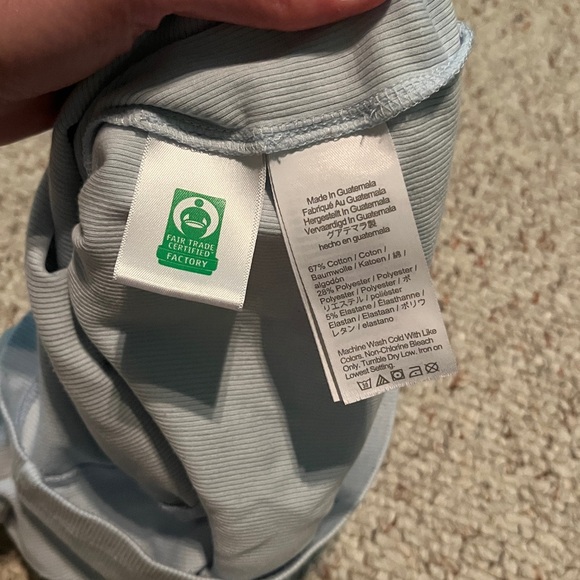 FAIR TRADE
CERTIFIED
FACTORY
Made In Guatemala
Fabriqué Au Guatemala
Hergestellt In Guatemala
Vervaardigd In Guatemala
グアテマラ製
hecho en guatemala
67% Cotton / Coton /
Baumwolle / Katoen / 綿 /
algodón
28% Polyester / Polyester /
Polyester / Polyester / ポ
リエステル / poliéster
5% Elastane / Élasthanne /
Elastan / Elastaan / ポリウ
レタン / elastano
Machine Wash Cold With Like
Colors. Non-Chlorine Bleach
Only. Tumble Dry Low. Iron on
Lowest Setting.